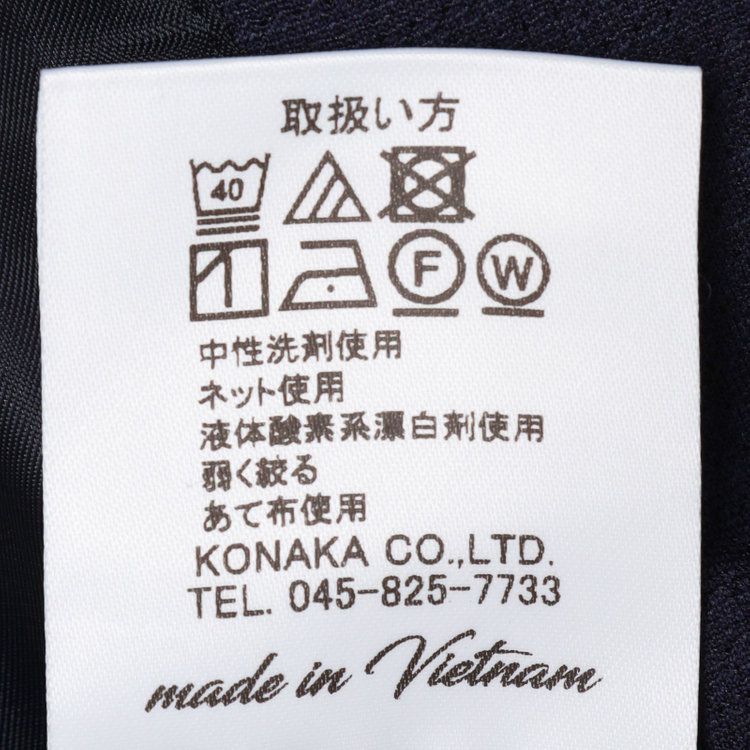 取扱い方
40
F W
中性洗剤使用
ネット使用
液体酸素系漂白剤使用
弱く絞る
あて布使用
KONAKA CO.,LTD.
TEL. 045-825-7733
made in Vietnam